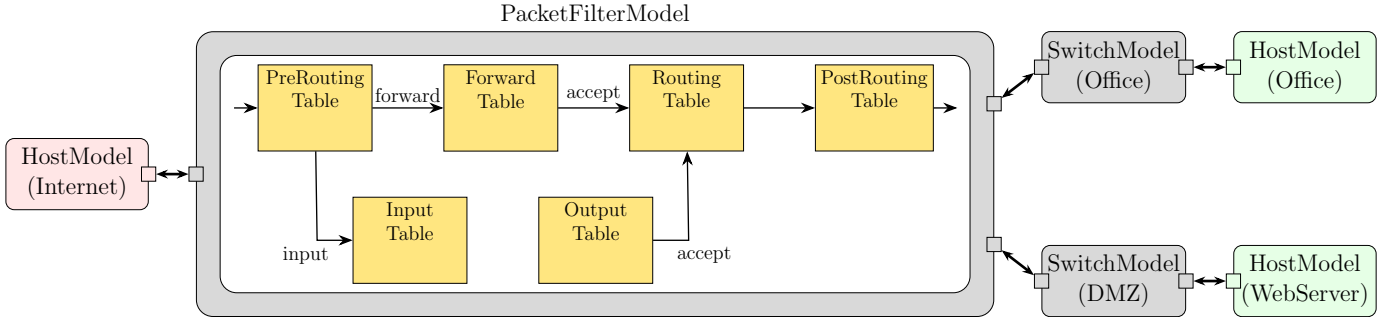 PacketFilterModel
HostModel
(Internet)
PreRouting
Table
forward
Forward
Table
accept
Routing
Table
PostRouting
Table
input
Input
Table
Output
Table
accept
SwitchModel
(Office)
HostModel
(Office)
SwitchModel
(DMZ)
HostModel
(WebServer)